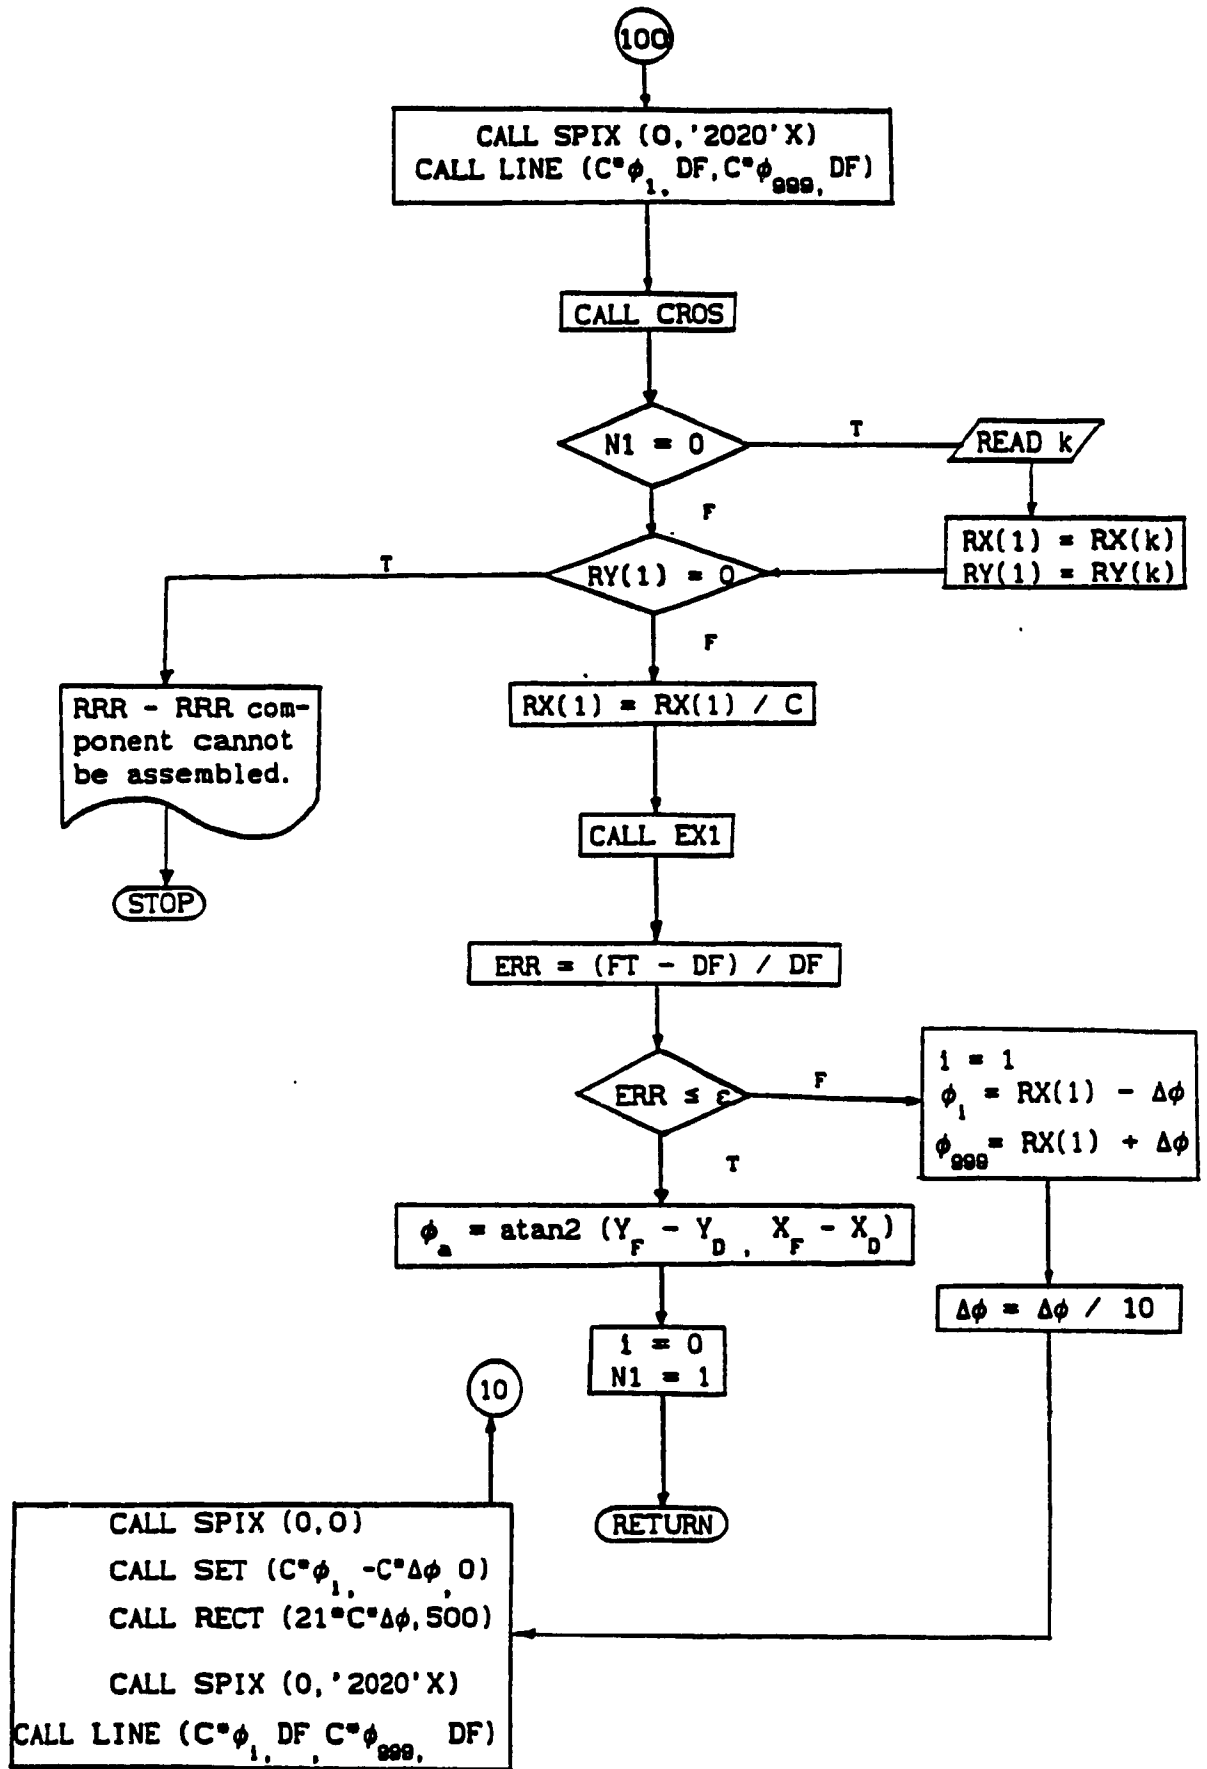 100
CALL SPIX (0,'2020'X)
CALL LINE (C*ϕ₁, DF,C*ϕ₉₉₉, DF)
CALL CROS
N1 = 0
T
READ k
F
RX(1) = RX(k)
RY(1) = RY(k)
RY(1) = 0
T
F
RRR - RRR com-
ponent cannot
be assembled.
STOP
RX(1) = RX(1) / C
CALL EX1
ERR = (FT - DF) / DF
ERR ≤ ε
F
i = 1
ϕ₁ = RX(1) - Δϕ
ϕ₉₉₉= RX(1) + Δϕ
T
ϕₐ = atan2 (Y_F - Y_D , X_F - X_D)
Δϕ = Δϕ / 10
i = 0
N1 = 1
10
RETURN
CALL SPIX (0,0)
CALL SET (C*ϕ₁, -C*Δϕ,0)
CALL RECT (21*C*Δϕ,500)
CALL SPIX (0,'2020'X)
CALL LINE (C*ϕ₁, DF, C*ϕ₉₉₉, DF)